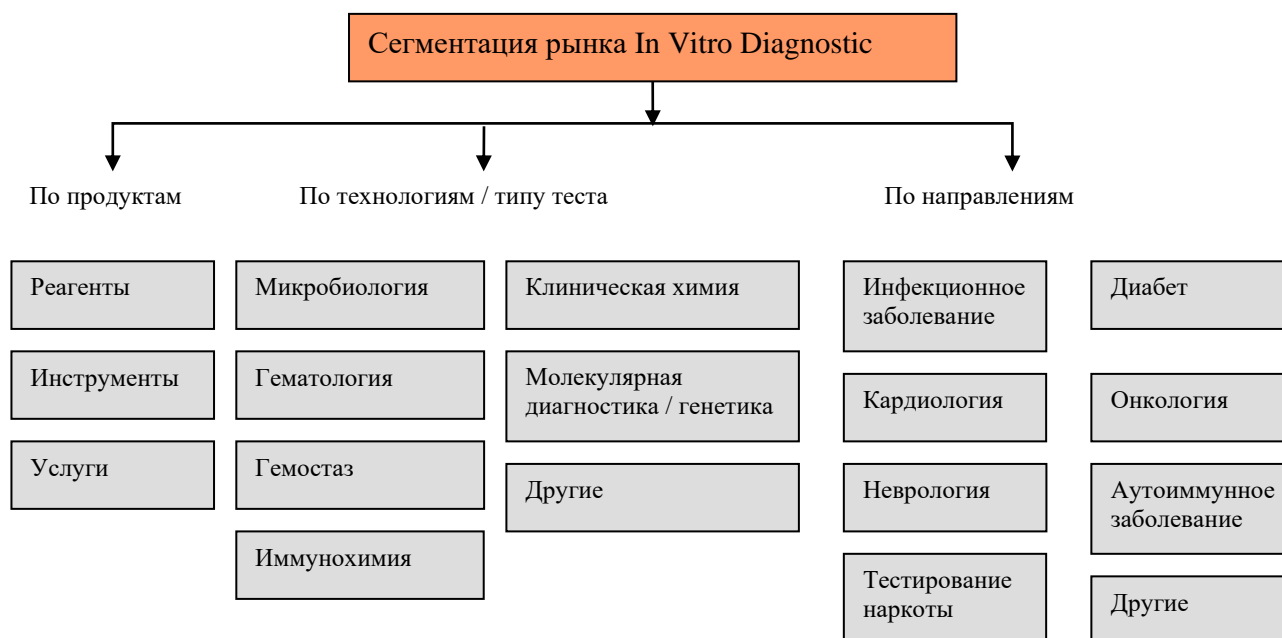 Сегментация рынка In Vitro Diagnostic
По продуктам
По технологиям / типу теста
По направлениям
Реагенты
Инструменты
Услуги
Микробиология
Гематология
Гемостаз
Иммунохимия
Клиническая химия
Молекулярная
диагностика / генетика
Другие
Инфекционное
заболевание
Кардиология
Неврология
Тестирование
наркоты
Диабет
Онкология
Аутоиммунное
заболевание
Другие